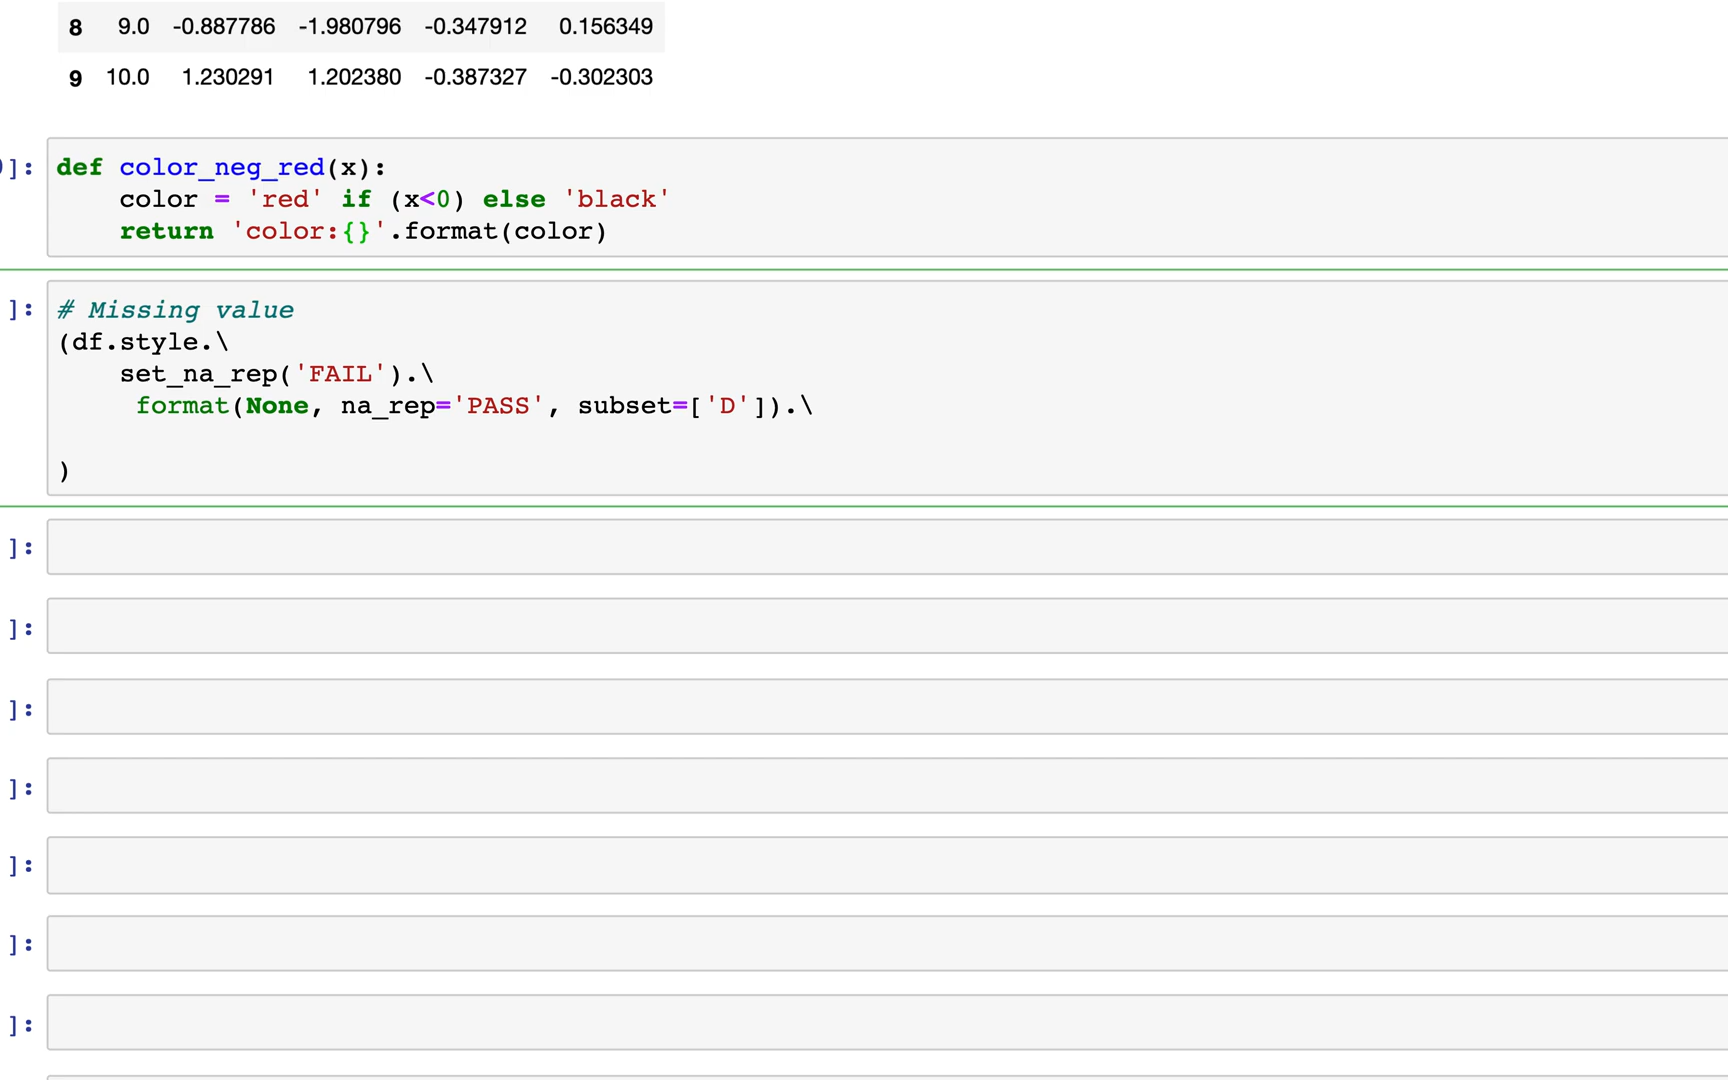 8 9.0 -0.887786 -1.980796 -0.347912 0.156349
9 10.0 1.230291 1.202380 -0.387327 -0.302303
]: def color_neg_red(x):
    color = 'red' if (x<0) else 'black'
    return 'color:{}'.format(color)
]: # Missing value
(df.style.\
    set_na_rep('FAIL').\
     format(None, na_rep='PASS', subset=['D']).\
)
]:
]:
]:
]:
]:
]:
]: